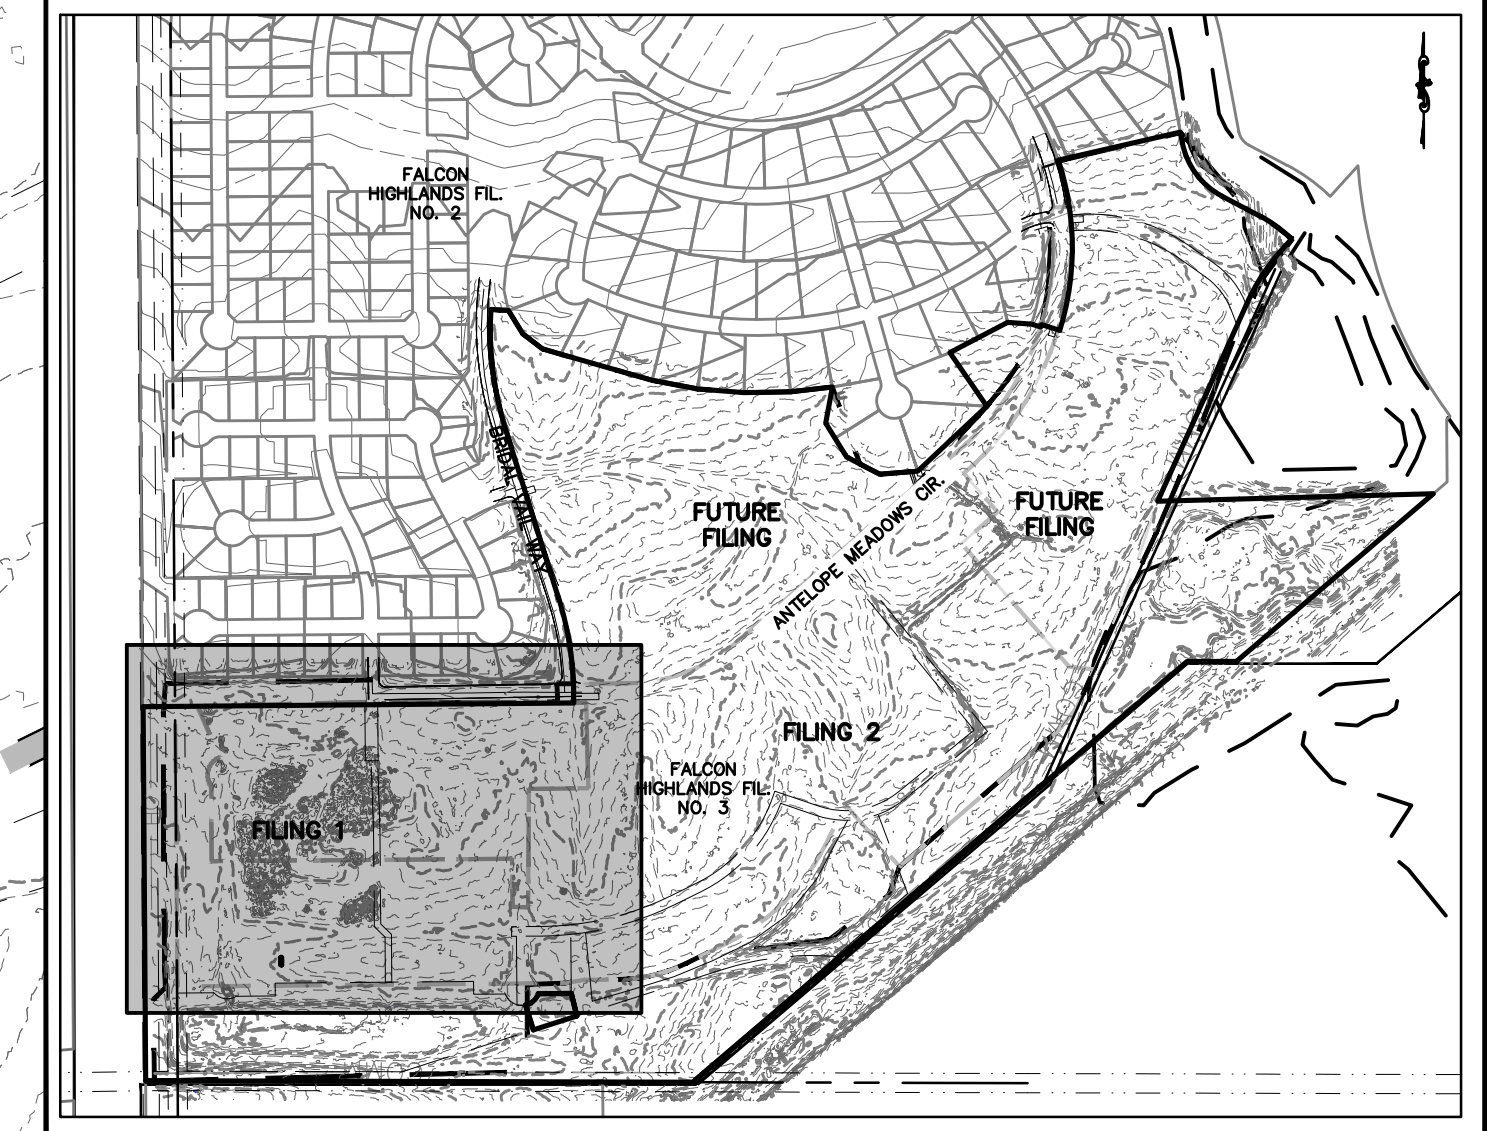 FALCON
HIGHLANDS FIL.
NO. 2
BRIDAL VAIL WAY
FUTURE
FILING
ANTELOPE MEADOWS CIR.
FUTURE
FILING
FILING 2
FALCON
HIGHLANDS FIL.
NO. 3
FILING 1